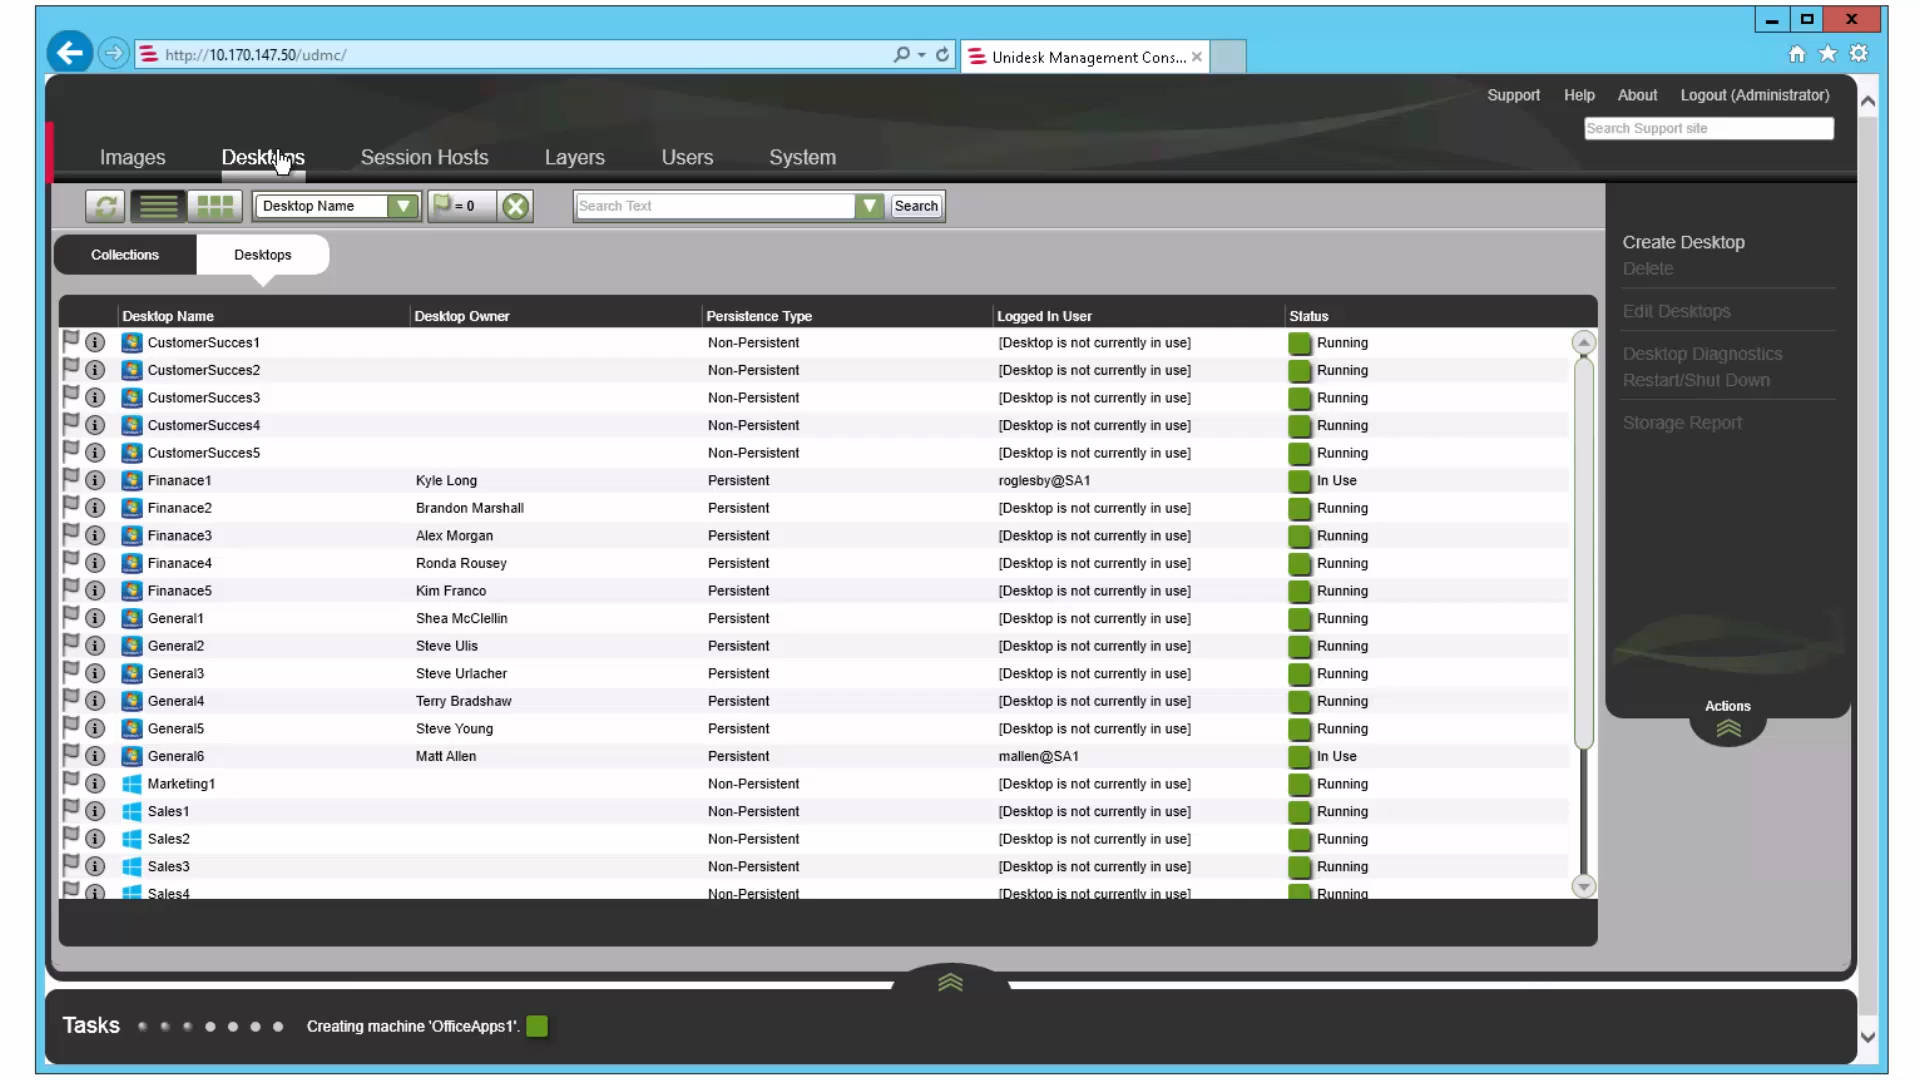 http://10.170.147.50/udmc/
Unidesk Management Cons...
Support Help About Logout (Administrator)
Search Support site
Images Desktops Session Hosts Layers Users System
Desktop Name = 0 Search Text Search
Collections Desktops
Create Desktop
Delete
Edit Desktops
Desktop Diagnostics
Restart/Shut Down
Storage Report
Actions
Desktop Name Desktop Owner Persistence Type Logged In User Status
CustomerSucces1 Non-Persistent [Desktop is not currently in use] Running
CustomerSucces2 Non-Persistent [Desktop is not currently in use] Running
CustomerSucces3 Non-Persistent [Desktop is not currently in use] Running
CustomerSucces4 Non-Persistent [Desktop is not currently in use] Running
CustomerSucces5 Non-Persistent [Desktop is not currently in use] Running
Finanace1 Kyle Long Persistent roglesby@SA1 In Use
Finanace2 Brandon Marshall Persistent [Desktop is not currently in use] Running
Finanace3 Alex Morgan Persistent [Desktop is not currently in use] Running
Finanace4 Ronda Rousey Persistent [Desktop is not currently in use] Running
Finanace5 Kim Franco Persistent [Desktop is not currently in use] Running
General1 Shea McClellin Persistent [Desktop is not currently in use] Running
General2 Steve Ulis Persistent [Desktop is not currently in use] Running
General3 Steve Urlacher Persistent [Desktop is not currently in use] Running
General4 Terry Bradshaw Persistent [Desktop is not currently in use] Running
General5 Steve Young Persistent [Desktop is not currently in use] Running
General6 Matt Allen Persistent mallen@SA1 In Use
Marketing1 Non-Persistent [Desktop is not currently in use] Running
Sales1 Non-Persistent [Desktop is not currently in use] Running
Sales2 Non-Persistent [Desktop is not currently in use] Running
Sales3 Non-Persistent [Desktop is not currently in use] Running
Sales4 Non-Persistent [Desktop is not currently in use] Running
Tasks Creating machine 'OfficeApps1'.